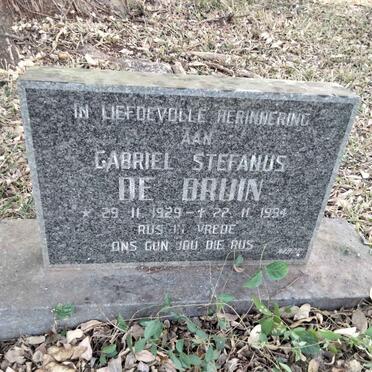 IN LIEFDEVOLLE HERINNERING
AAN
GABRIEL STEFANUS
DE BRUIN
* 29.11.1929 - † 22.11.1994
RUS IN VREDE
ONS GUN JOU DIE RUS